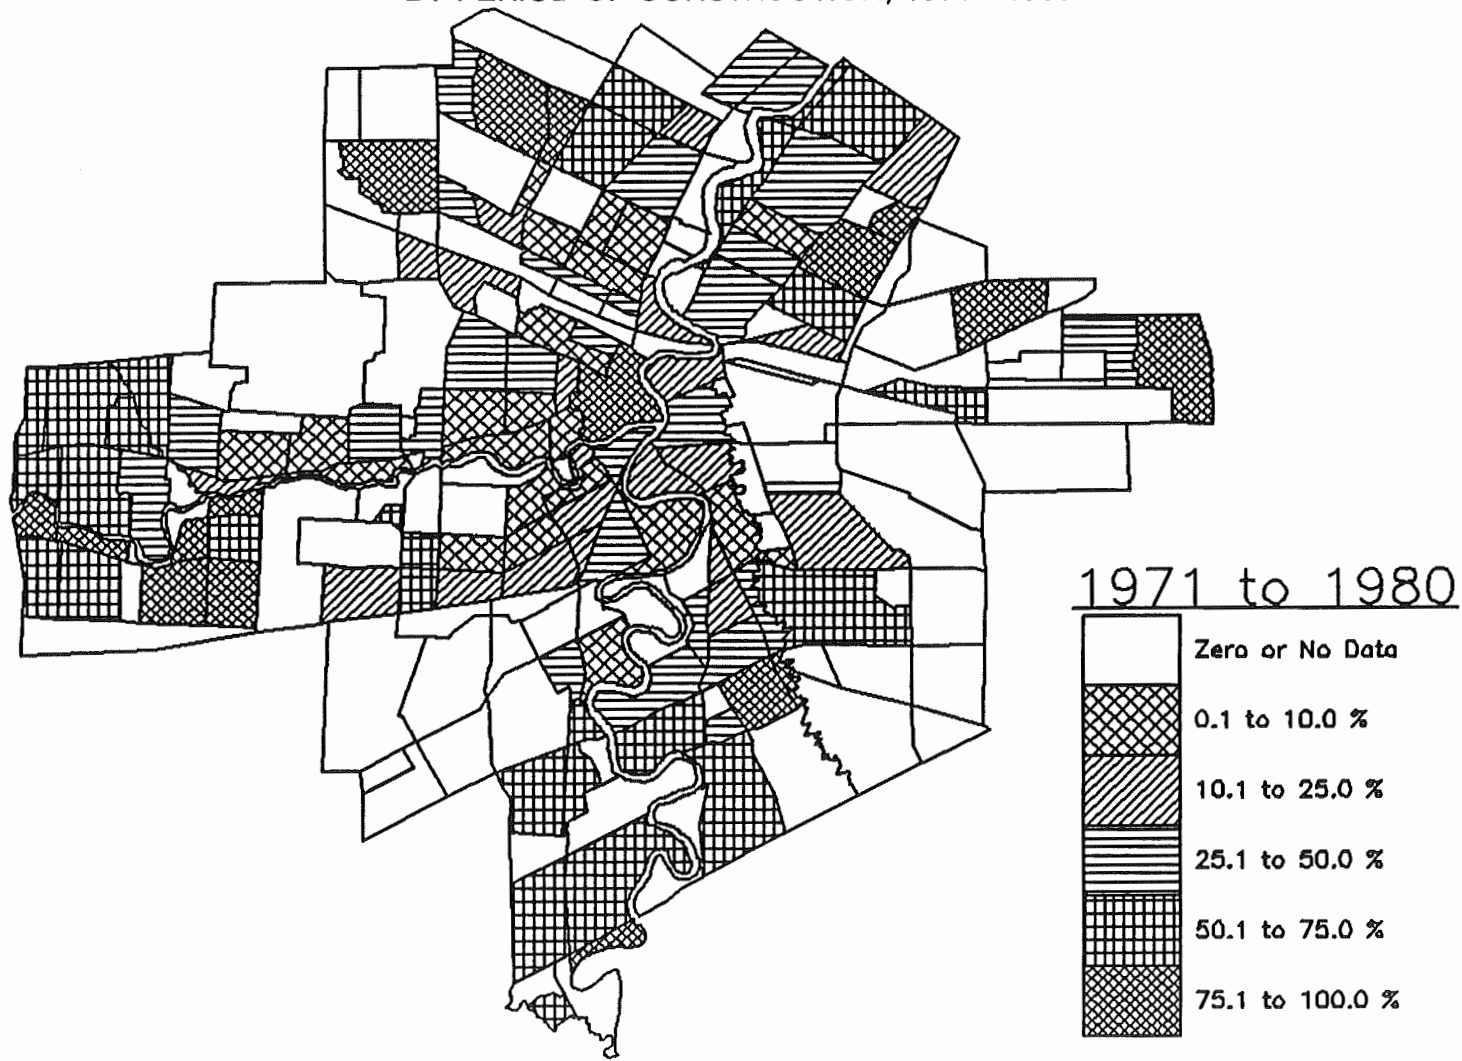 1971 to 1980
Zero or No Data
0.1 to 10.0 %
10.1 to 25.0 %
25.1 to 50.0 %
50.1 to 75.0 %
75.1 to 100.0 %